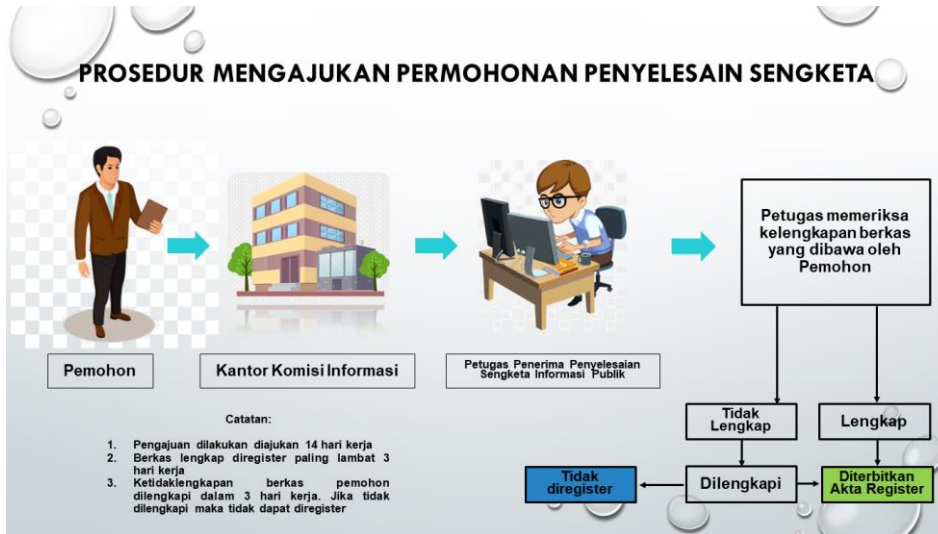 PROSEDUR MENGAJUKAN PERMOHONAN PENYELESAIN SENGKETA
Pemohon
Kantor Komisi Informasi
Petugas Penerima Penyelesaian
Sengketa Informasi Publik
Petugas memeriksa
kelengkapan berkas
yang dibawa oleh
Pemohon
Tidak
Lengkap
Lengkap
Tidak
diregister
Dilengkapi
Diterbitkan
Akta Register
Catatan:
1. Pengajuan dilakukan diajukan 14 hari kerja
2. Berkas lengkap diregister paling lambat 3
hari kerja
3. Ketidaklengkapan berkas pemohon
dilengkapi dalam 3 hari kerja. Jika tidak
dilengkapi maka tidak dapat diregister